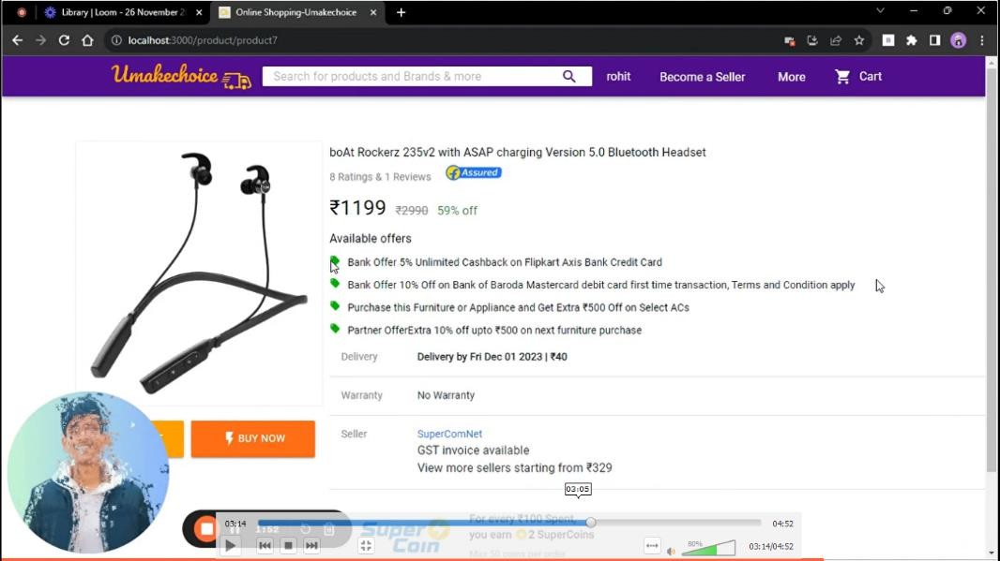 Library | Loom - 26 November 2
Online Shopping-Umakechoice
localhost:3000/product/product7
Umakechoice
Search for products and Brands & more
rohit
Become a Seller
More
Cart
boAt Rockerz 235v2 with ASAP charging Version 5.0 Bluetooth Headset
8 Ratings & 1 Reviews
Assured
₹1199 ₹2990 59% off
Available offers
Bank Offer 5% Unlimited Cashback on Flipkart Axis Bank Credit Card
Bank Offer 10% Off on Bank of Baroda Mastercard debit card first time transaction, Terms and Condition apply
Purchase this Furniture or Appliance and Get Extra ₹500 Off on Select ACs
Partner OfferExtra 10% off upto ₹500 on next furniture purchase
Delivery
Delivery by Fri Dec 01 2023 | ₹40
Warranty
No Warranty
BUY NOW
Seller
SuperComNet
GST invoice available
View more sellers starting from ₹329
03:05
03:14
04:52
1:52
Super Coin
For every ₹100 Spent,
you earn 2 SuperCoins
Max 50 coins per order
80%
03:14/04:52